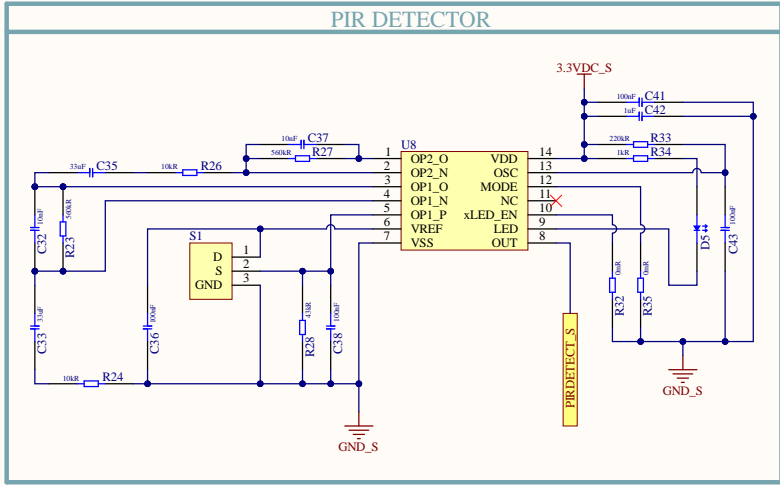 PIR DETECTOR
3.3VDC_S
100nF C41
1uF C42
10nF C37
220kR R33
560kR R27
1kR R34
33uF C35
10kR R26
U8
1 OP2_O VDD 14
2 OP2_N OSC 13
3 OP1_O MODE 12
4 OP1_N NC 11
5 OP1_P xLED_EN 10
6 VREF LED 9
7 VSS OUT 8
10nF
C32
560kR
R23
S1
D 1
S 2
GND 3
D5
100nF
C43
33uF
C33
100nF
C36
43kR
R28
100nF
C38
0mR
R32
0mR
R35
10kR R24
PIRDETECT_S
GND_S
GND_S